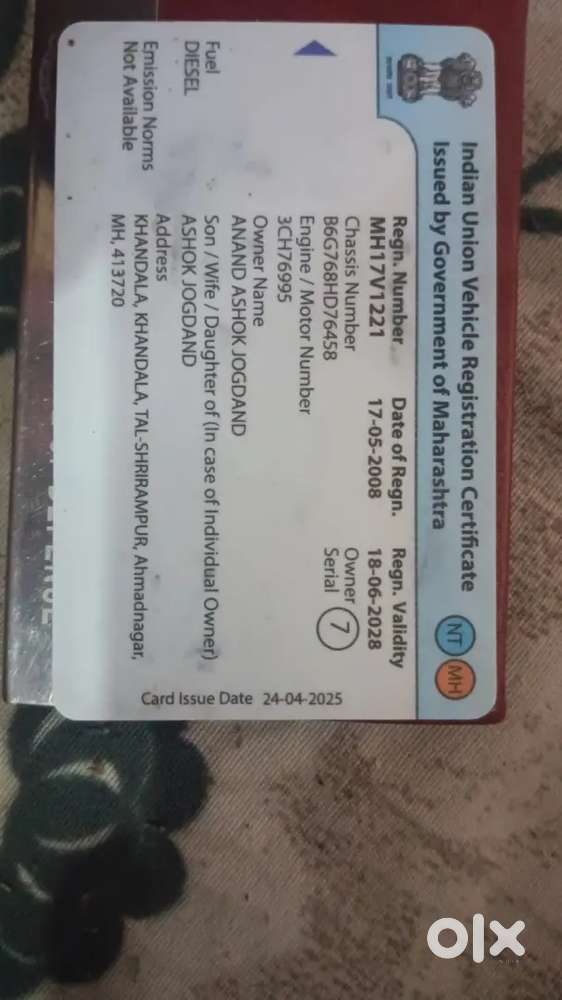 Indian Union Vehicle Registration Certificate
Issued by Government of Maharashtra
NT MH
Regn. Number Date of Regn. Regn. Validity
MH17V1221 17-05-2008 18-06-2028
Chassis Number Owner
B6G768HD76458 Serial 7
Engine / Motor Number
3CH76995
Owner Name
ANAND ASHOK JOGDAND
Fuel Son / Wife / Daughter of (In case of Individual Owner)
DIESEL ASHOK JOGDAND
Emission Norms Address
Not Available KHANDALA, KHANDALA, TAL-SHRIRAMPUR, Ahmadnagar,
MH, 413720
Card Issue Date 24-04-2025
olx